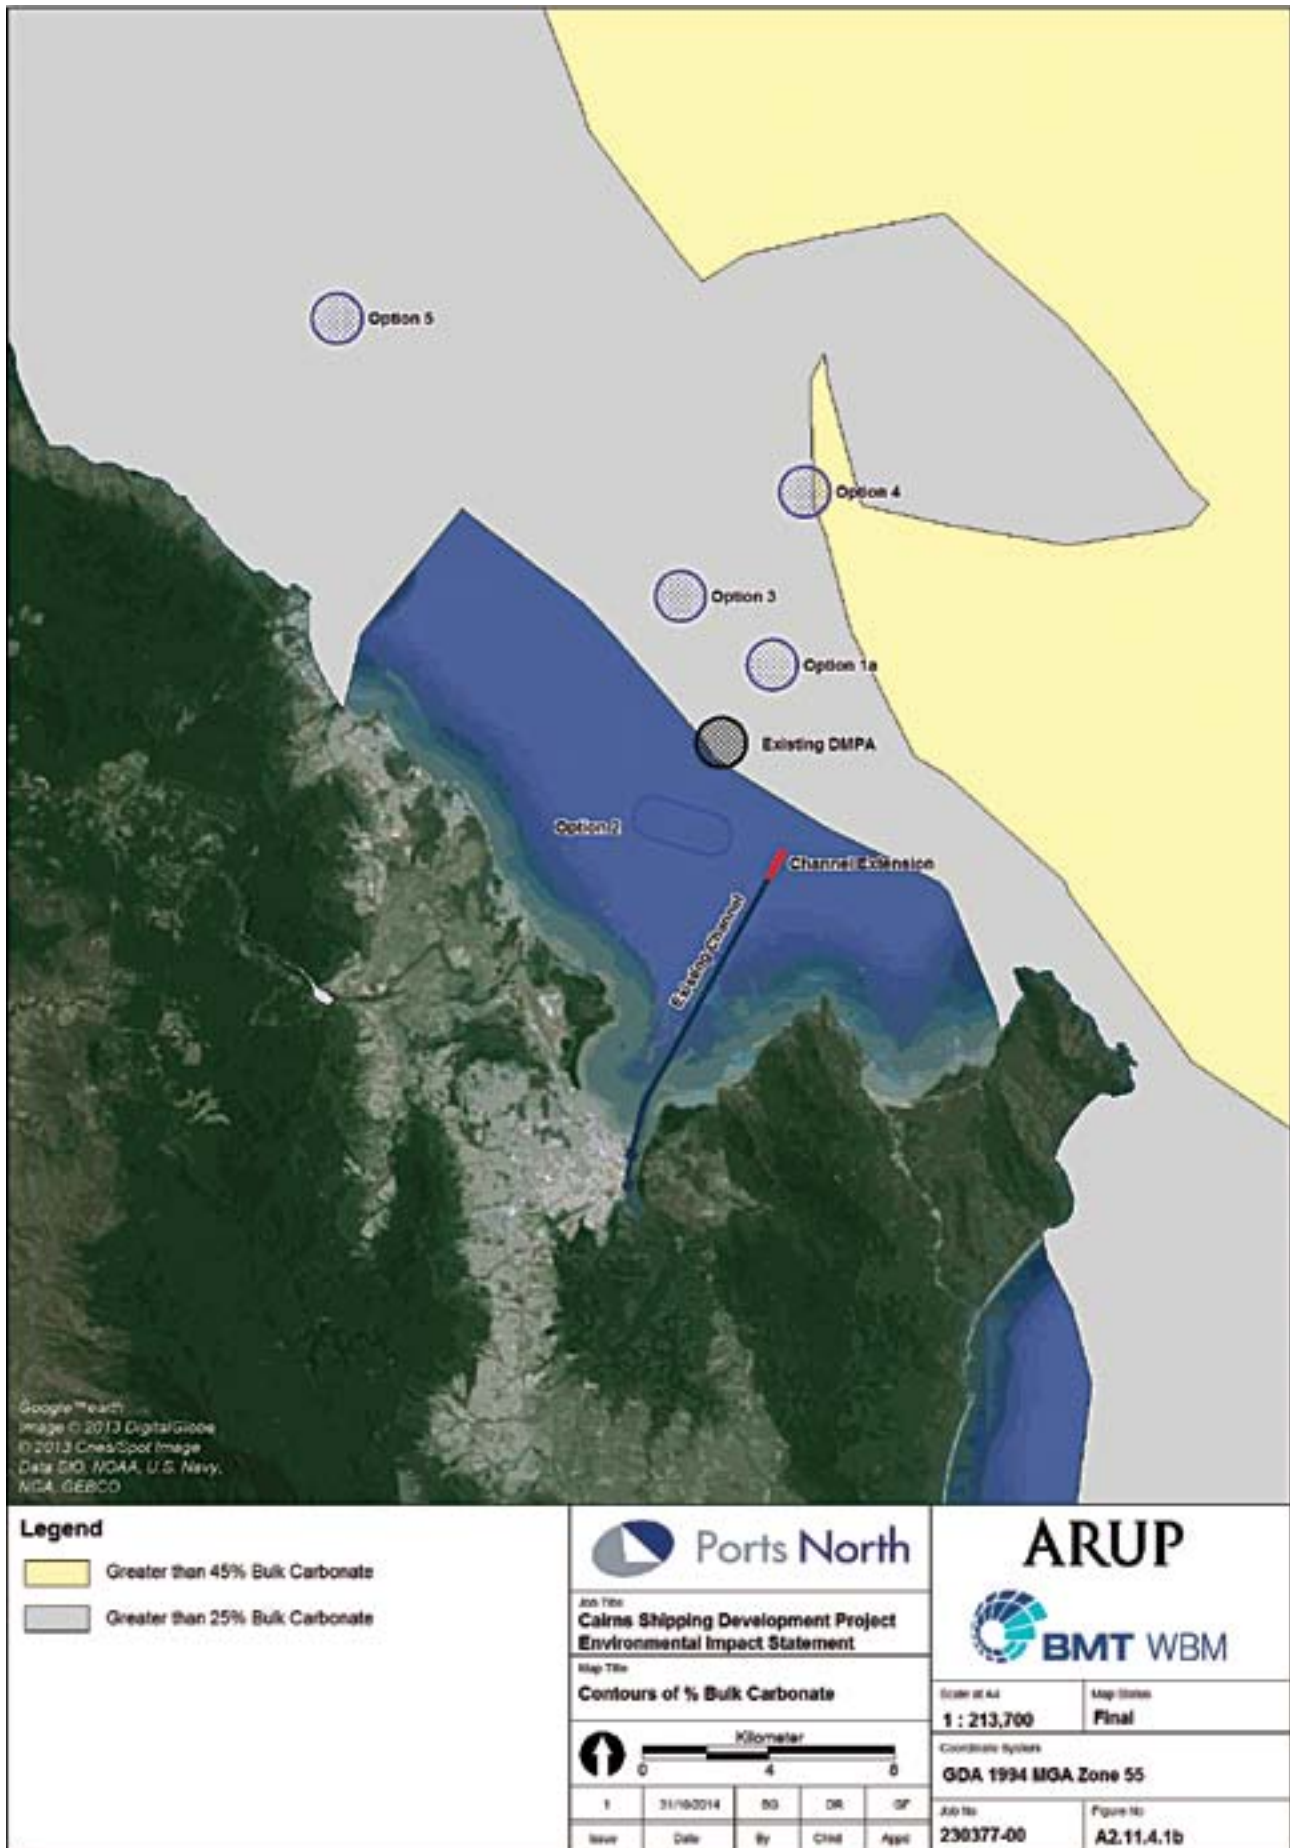 Option 5
Option 4
Option 3
Option 1a
Existing DMPA
Option 2
Channel Extension
Existing Channel
Google™earth
Image © 2013 DigitalGlobe
© 2013 Cnes/Spot Image
Data SIO, NOAA, U.S. Navy,
NGA, GEBCO
Legend
Greater than 45% Bulk Carbonate
Greater than 25% Bulk Carbonate
Ports North
Job Title
Cairns Shipping Development Project
Environmental Impact Statement
Map Title
Contours of % Bulk Carbonate
Kilometer
0 4 8
1 31/10/2014 BG DR GF
Issue Date By Chkd Appd
ARUP
BMT WBM
Scale at A4
1 : 213,700
Map Status
Final
Coordinate System
GDA 1994 MGA Zone 55
Job No
230377-00
Figure No
A2.11.4.1b